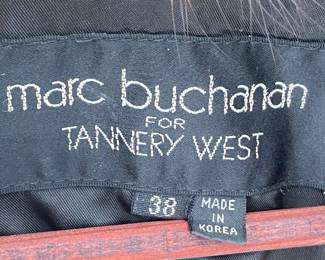 marc buchanan
FOR
TANNERY WEST
38
MADE
IN
KOREA